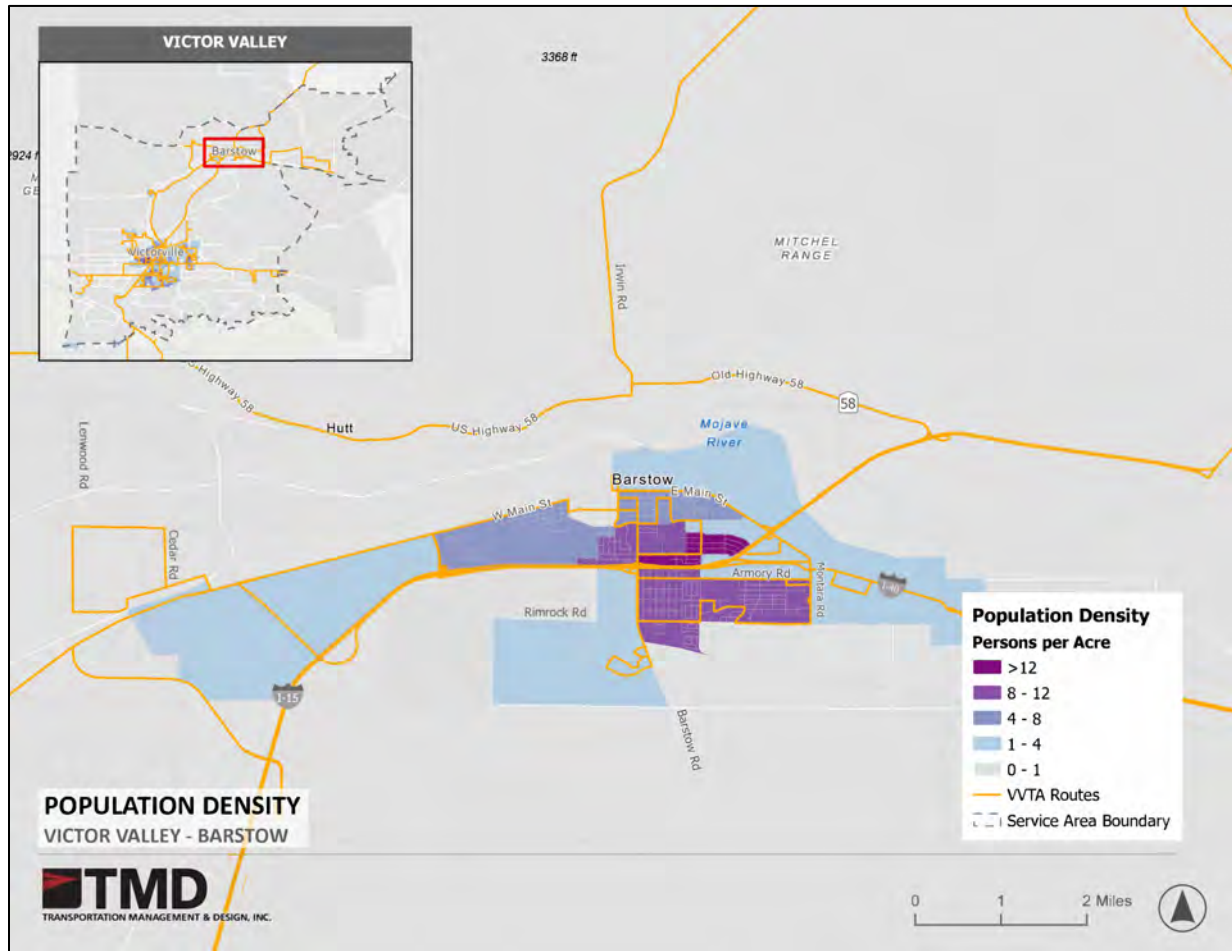 VICTOR VALLEY
Barstow
Victorville
3368 ft
2924 ft
MITCHEL
RANGE
Irwin Rd
Old Highway 58
58
Highway 58
Hutt
US Highway 58
Mojave
River
Lenwood Rd
Cedar Rd
Barstow
W Main St
E Main St
Armory Rd
Montara Rd
I-40
Rimrock Rd
Barstow Rd
I-15
Population Density
Persons per Acre
>12
8 - 12
4 - 8
1 - 4
0 - 1
VVTA Routes
Service Area Boundary
POPULATION DENSITY
VICTOR VALLEY - BARSTOW
TMD
TRANSPORTATION MANAGEMENT & DESIGN, INC.
0 1 2 Miles